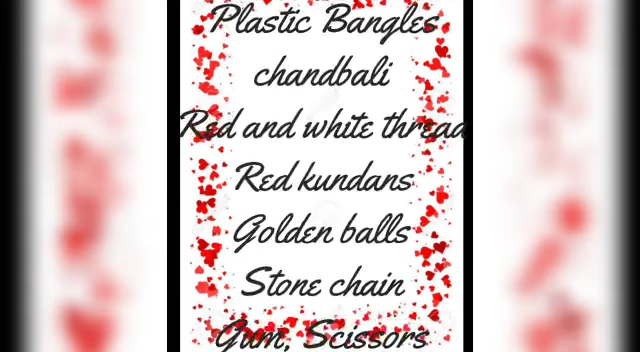 Plastic Bangles
chandbali
Red and white thread
Red kundans
Golden balls
Stone chain
Gum, Scissors